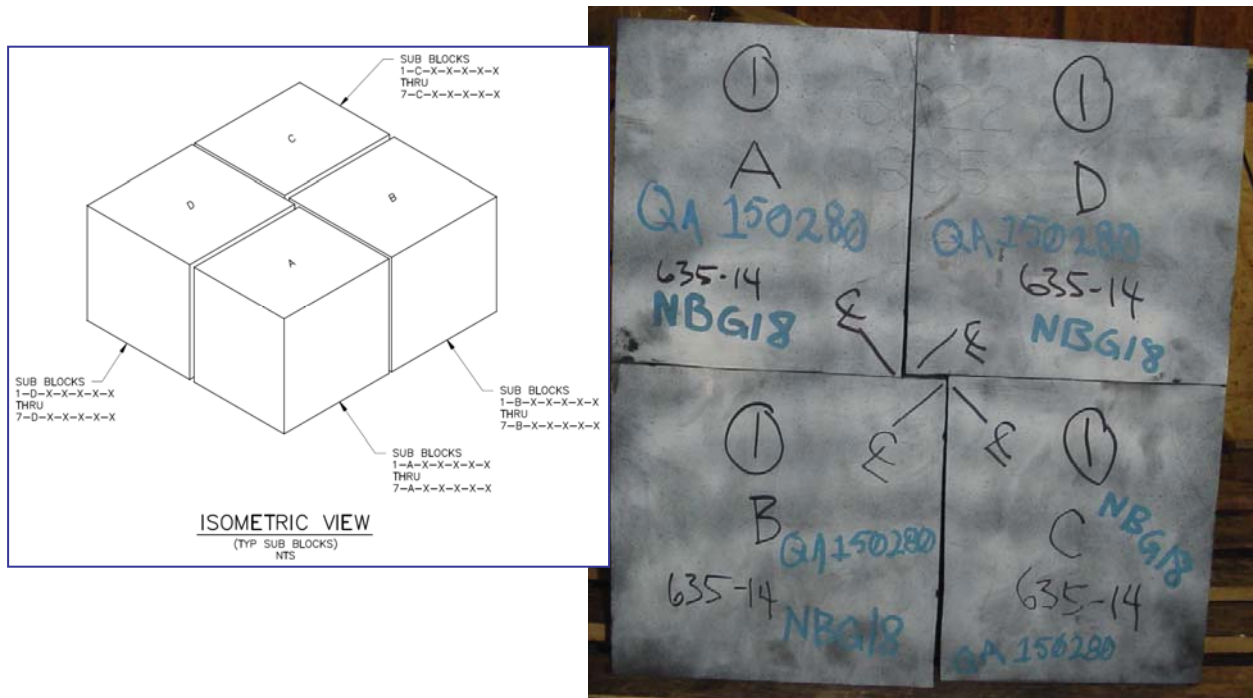 SUB BLOCKS
1-C-X-X-X-X-X
THRU
7-C-X-X-X-X-X
C
D
B
A
SUB BLOCKS
1-D-X-X-X-X-X
THRU
7-D-X-X-X-X-X
SUB BLOCKS
1-B-X-X-X-X-X
THRU
7-B-X-X-X-X-X
SUB BLOCKS
1-A-X-X-X-X-X
THRU
7-A-X-X-X-X-X
ISOMETRIC VIEW
(TYP SUB BLOCKS)
NTS
1
A
QA 150280
635-14
NBG18
1
D
QA 150280
635-14
NBG18
1
B
QA150280
635-14
NBG18
1
NBG18
C
635-14
QA 150280